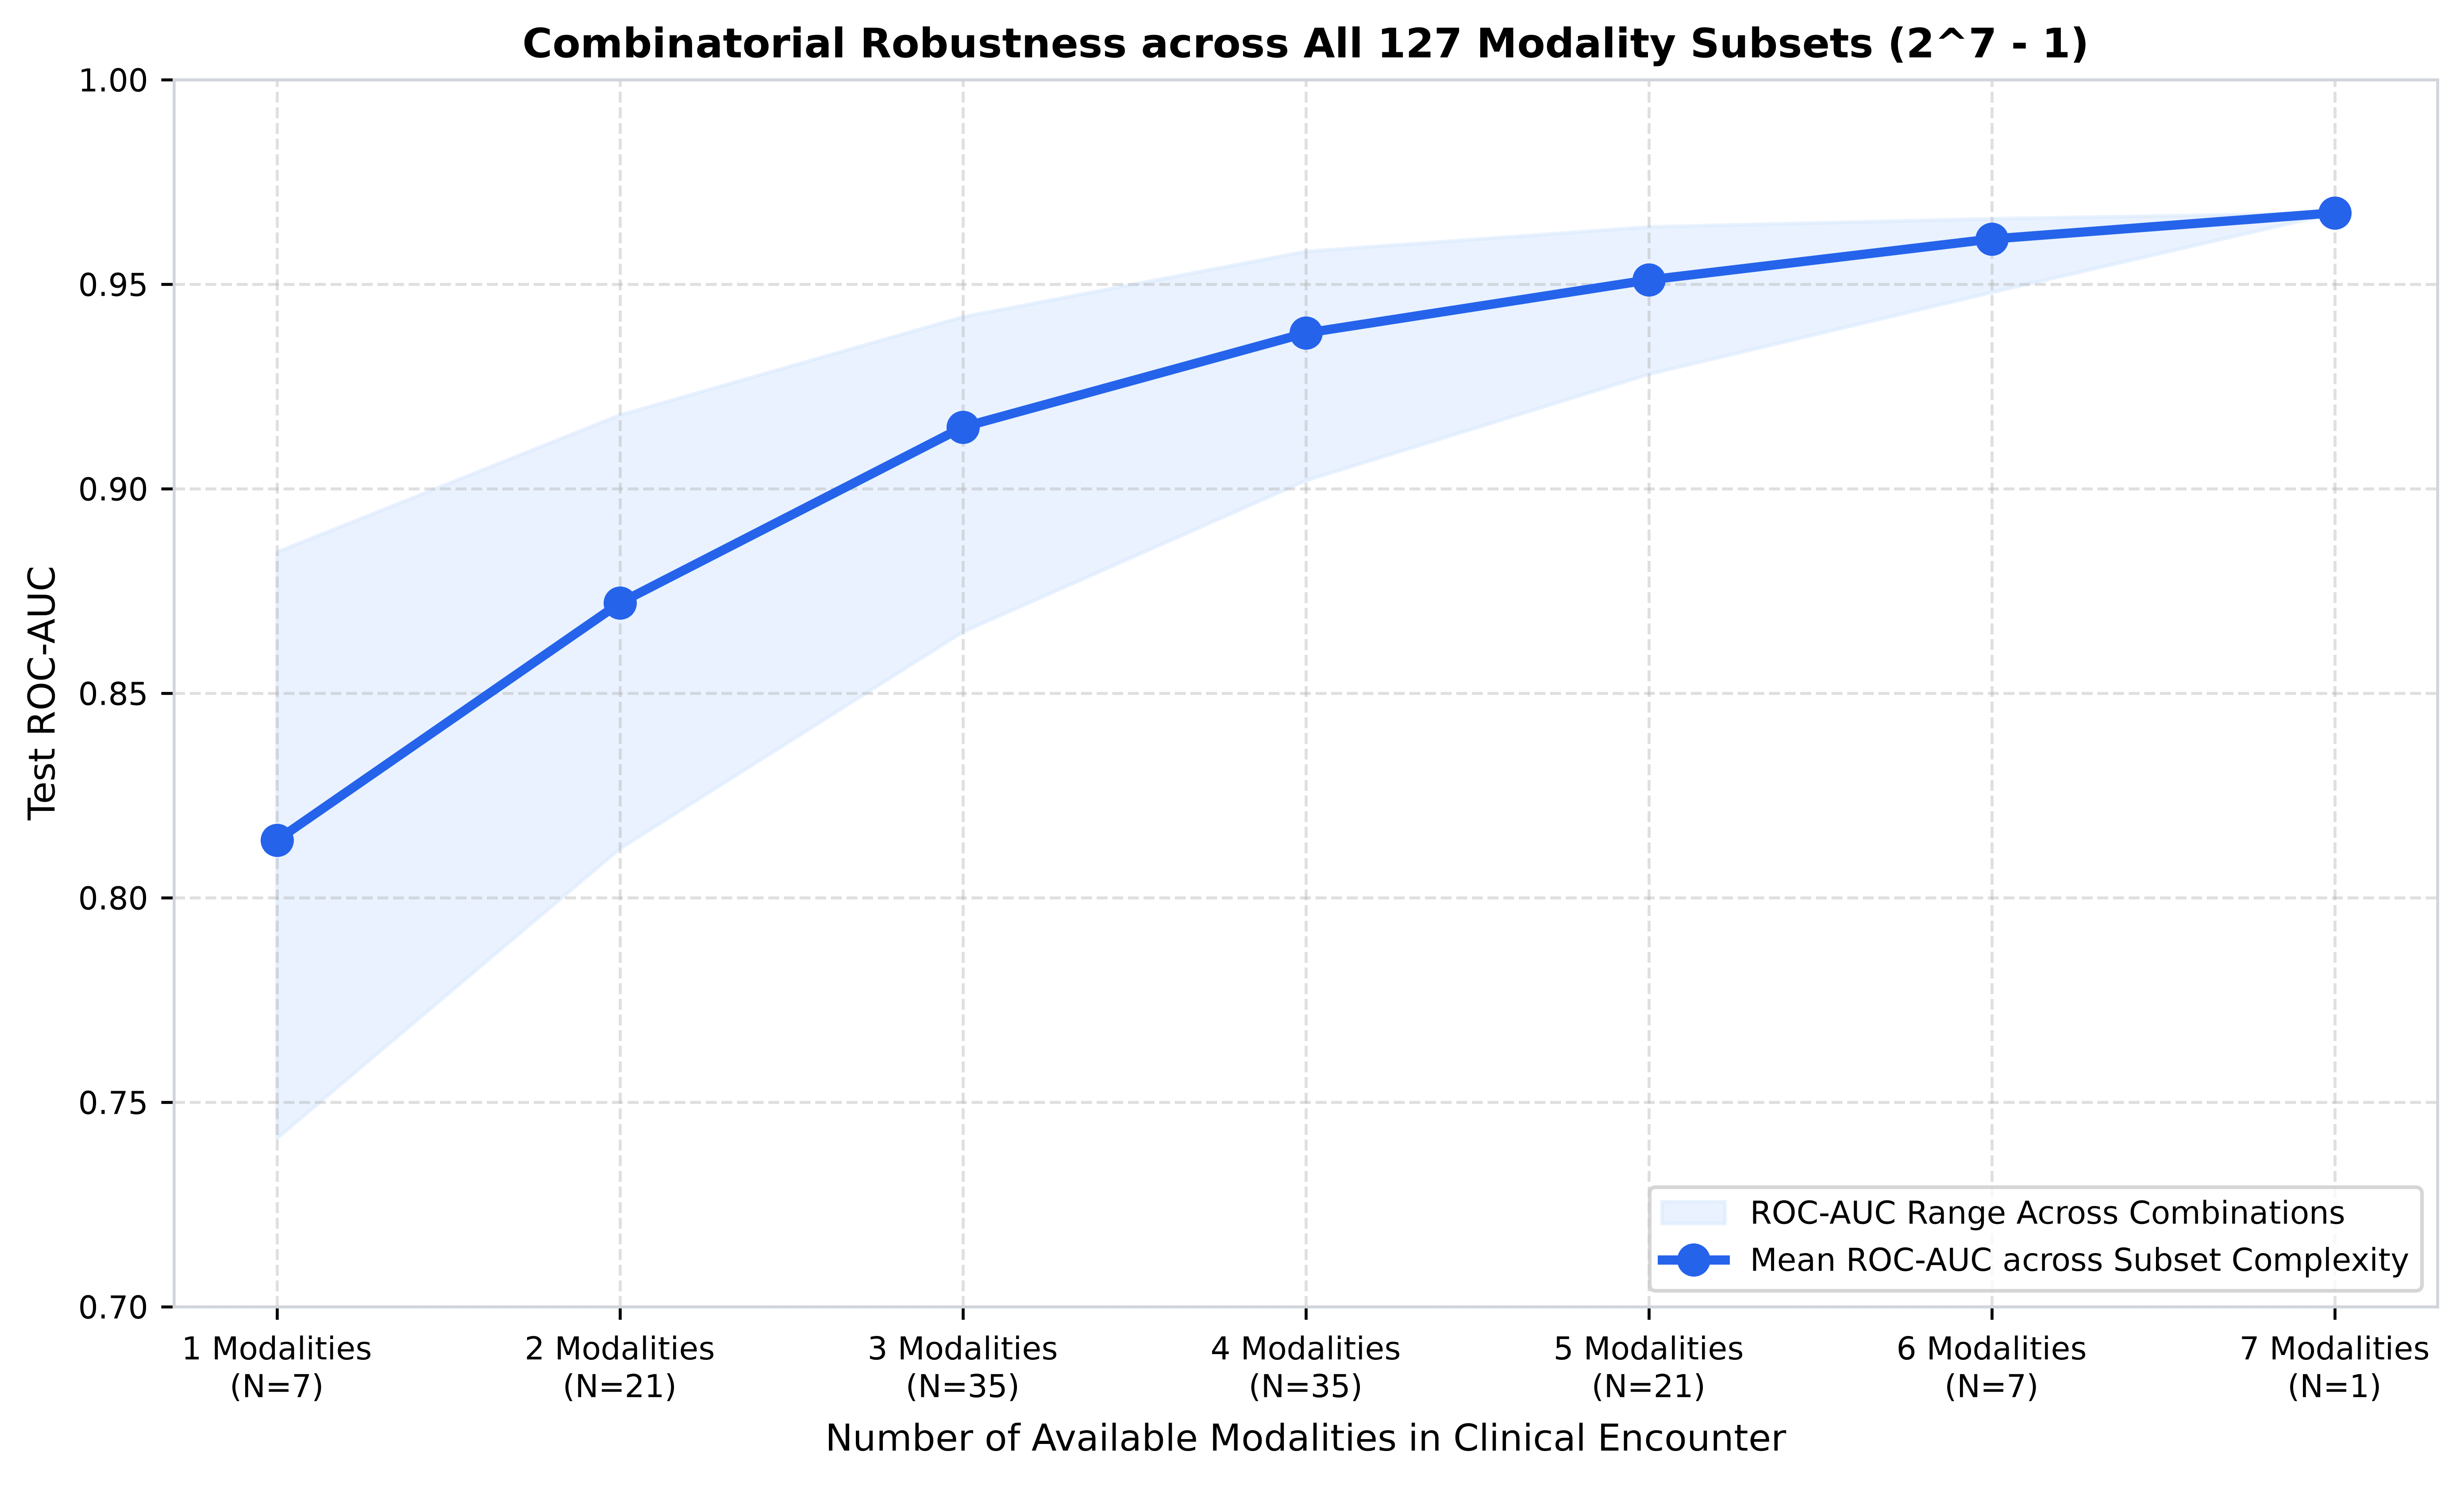 Combinatorial Robustness across All 127 Modality Subsets (2^7 - 1)
1.00
0.95
0.90
0.85
0.80
0.75
0.70
Test ROC-AUC
ROC-AUC Range Across Combinations
Mean ROC-AUC across Subset Complexity
1 Modalities
(N=7)
2 Modalities
(N=21)
3 Modalities
(N=35)
4 Modalities
(N=35)
5 Modalities
(N=21)
6 Modalities
(N=7)
7 Modalities
(N=1)
Number of Available Modalities in Clinical Encounter